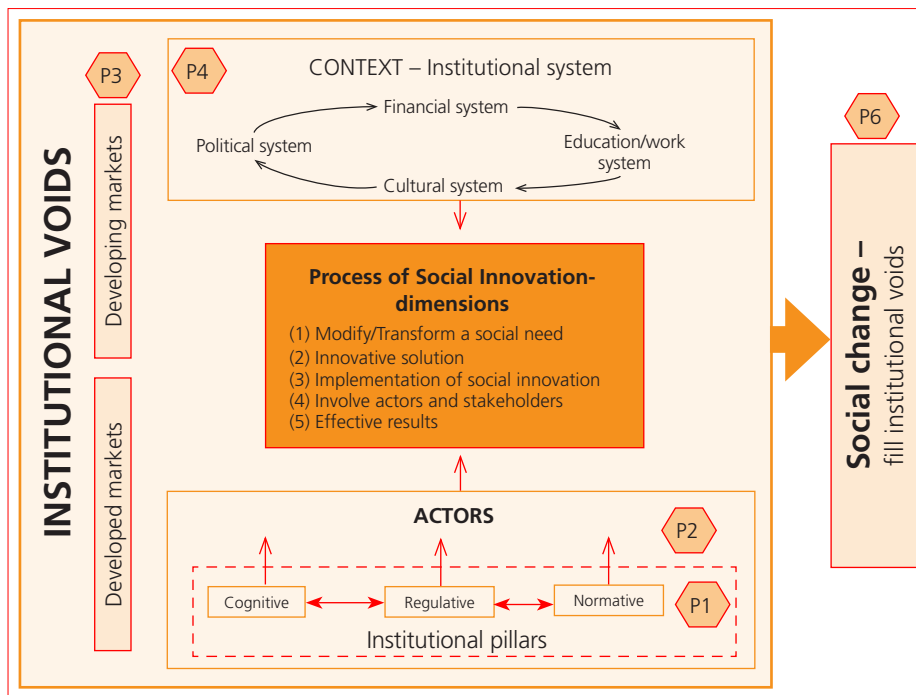 INSTITUTIONAL VOIDS
P3
Developing markets
Developed markets
P4
CONTEXT – Institutional system
Financial system
Political system
Education/work
system
Cultural system
Process of Social Innovation-
dimensions
(1) Modify/Transform a social need
(2) Innovative solution
(3) Implementation of social innovation
(4) Involve actors and stakeholders
(5) Effective results
ACTORS
P2
Cognitive
Regulative
Normative
P1
Institutional pillars
P6
Social change –
fill institutional voids